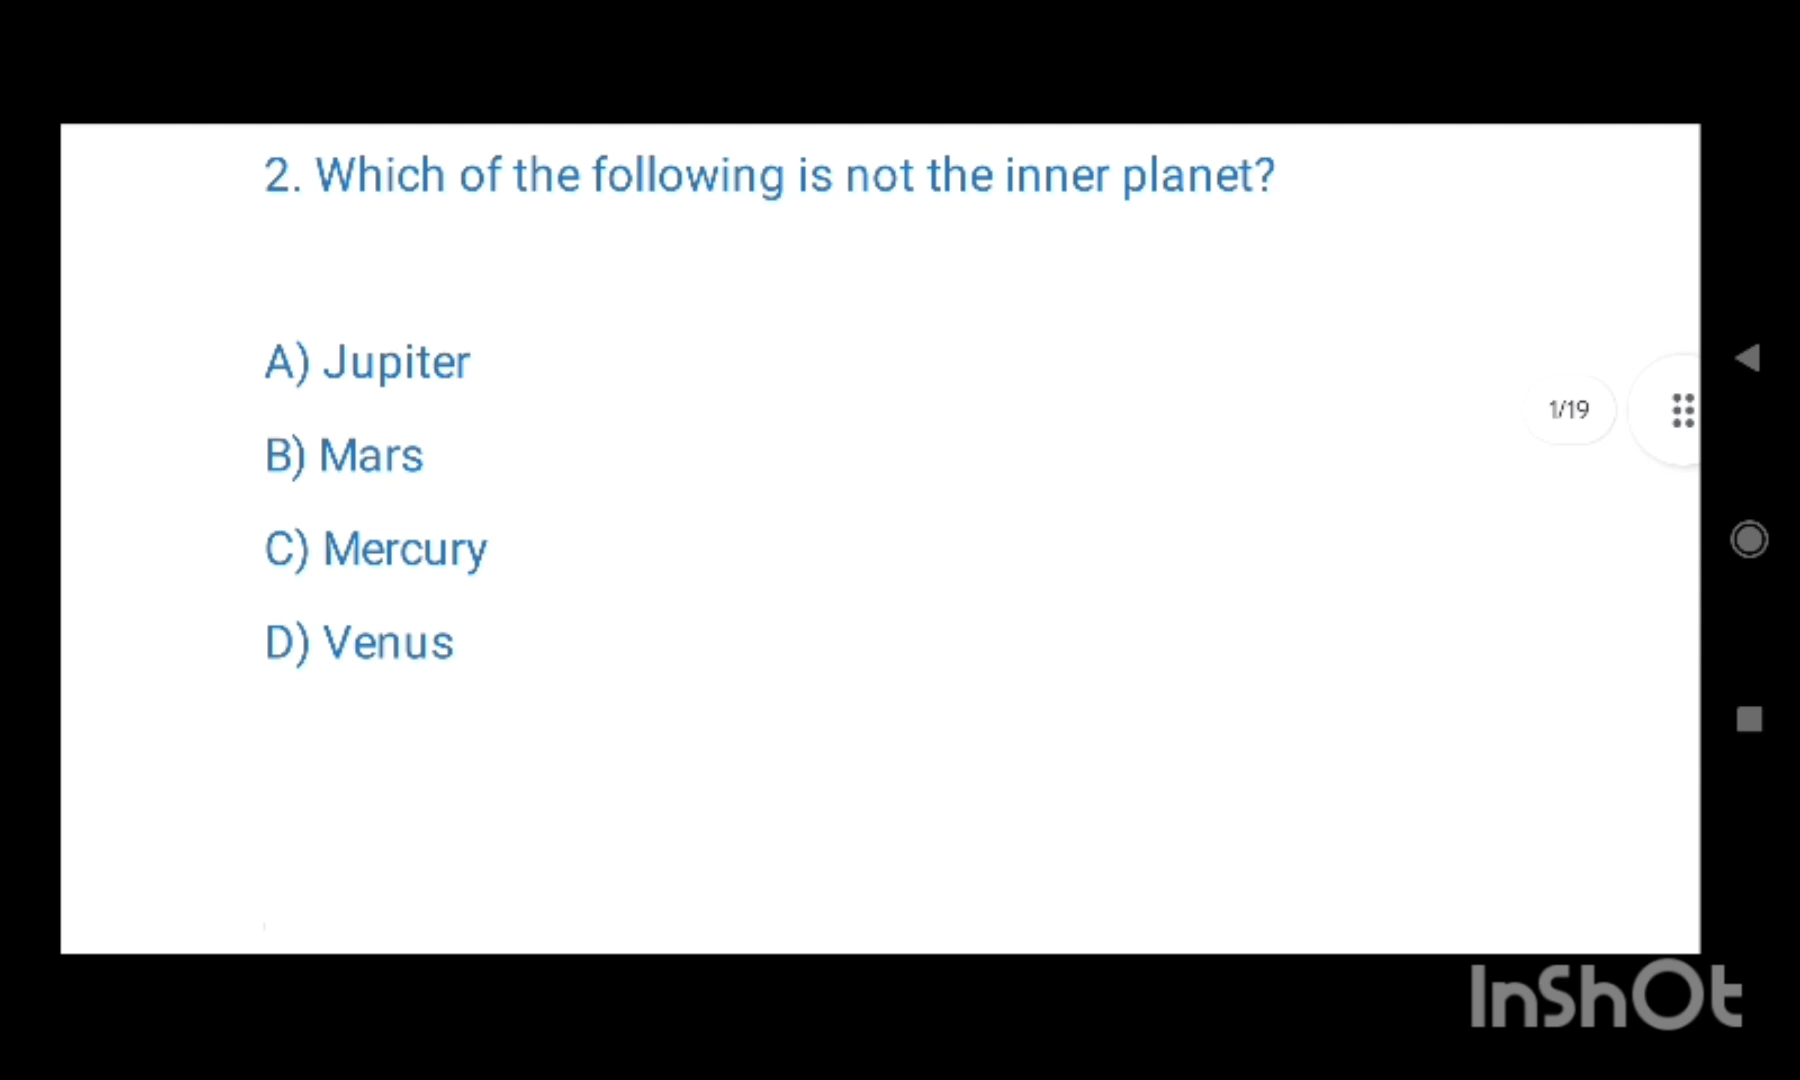 2. Which of the following is not the inner planet?
A) Jupiter
1/19
B) Mars
C) Mercury
D) Venus
InShOt